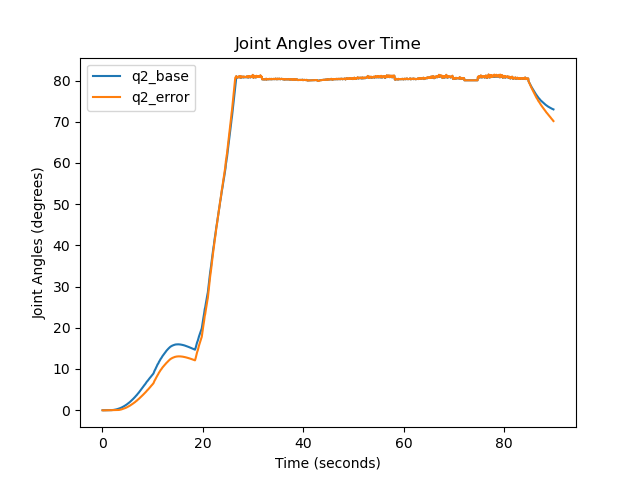 Joint Angles over Time
q2_base
q2_error
Joint Angles (degrees)
80
70
60
50
40
30
20
10
0
0 20 40 60 80
Time (seconds)